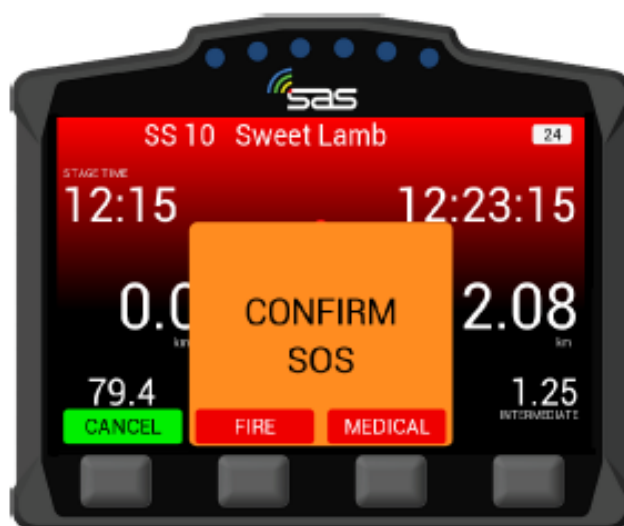 sas
SS 10 Sweet Lamb 24
STAGE TIME
12:15 12:23:15
0.0 2.08
km km
CONFIRM
SOS
79.4 1.25
INTERMEDIATE
CANCEL FIRE MEDICAL